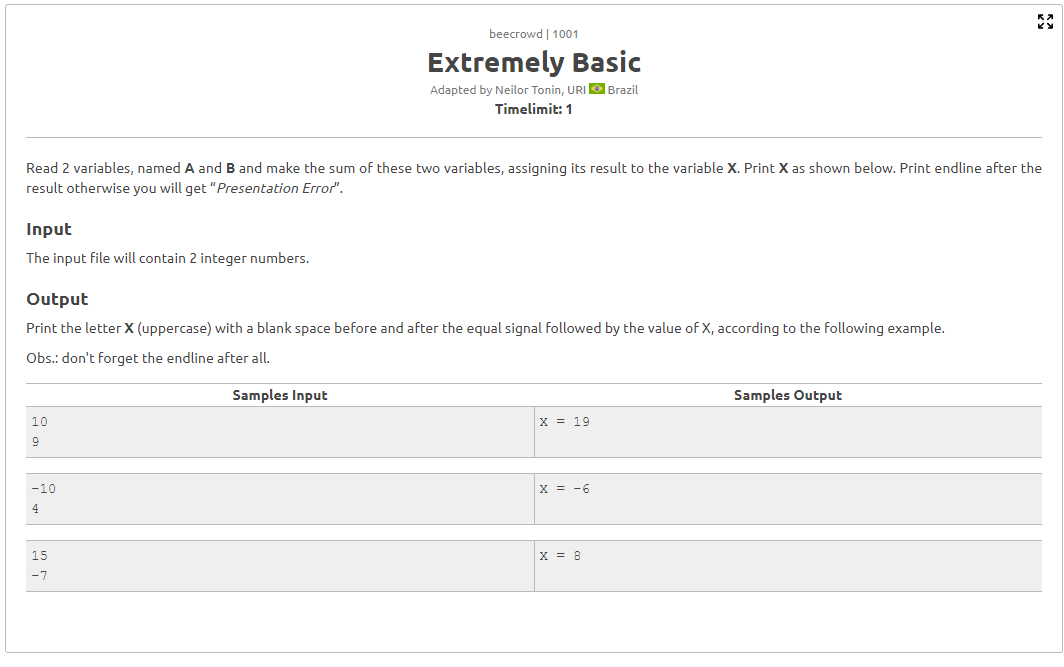 beecrowd | 1001
Extremely Basic
Adapted by Neilor Tonin, URI Brazil
Timelimit: 1
Read 2 variables, named A and B and make the sum of these two variables, assigning its result to the variable X. Print X as shown below. Print endline after the
result otherwise you will get “Presentation Error”.
Input
The input file will contain 2 integer numbers.
Output
Print the letter X (uppercase) with a blank space before and after the equal signal followed by the value of X, according to the following example.
Obs.: don't forget the endline after all.
Samples Input Samples Output
10 X = 19
9
-10 X = -6
4
15 X = 8
-7